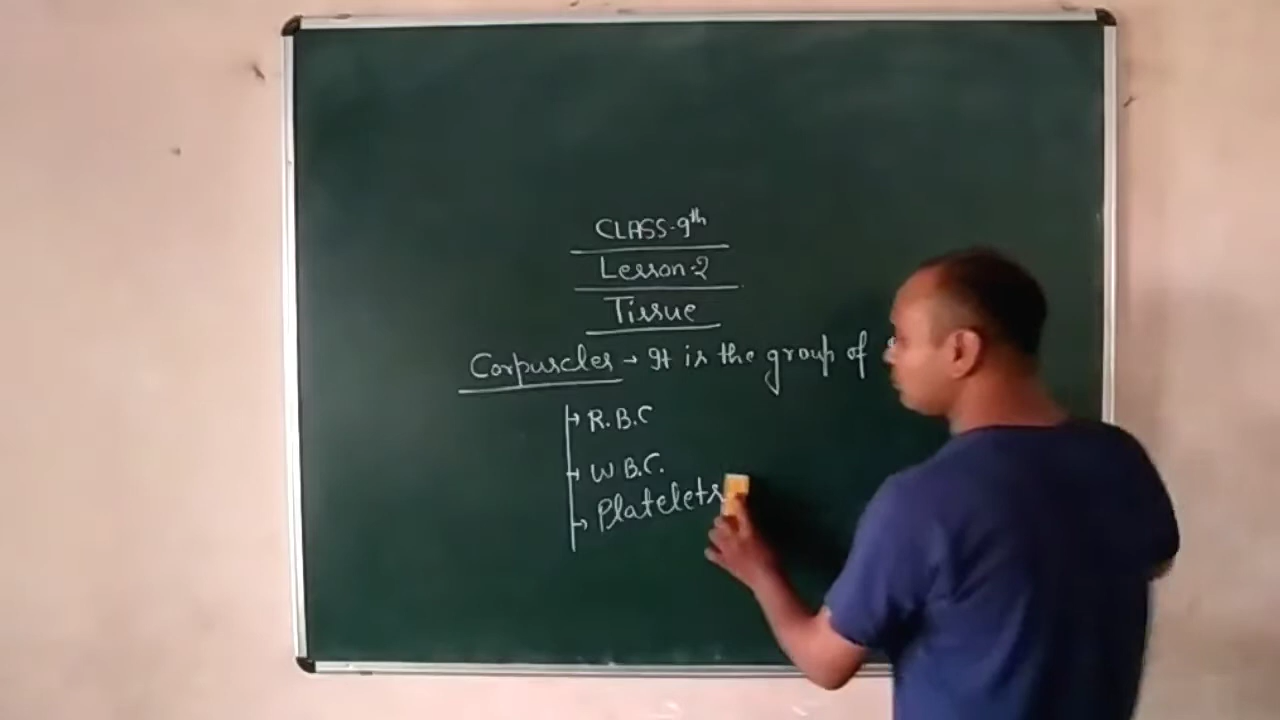 CLASS-9th
Lesson-2
Tissue
Corpuscles → It is the group of
→ R.B.C
→ W B.C.
→ Platelets